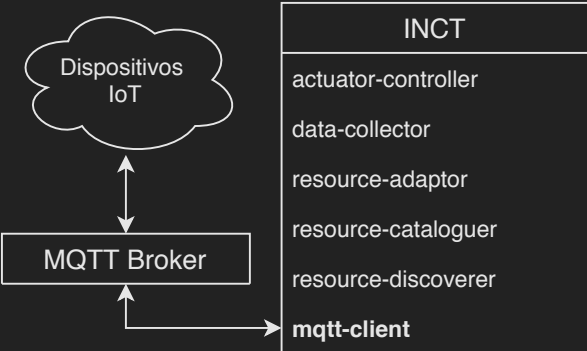 Dispositivos
IoT
MQTT Broker
INCT
actuator-controller
data-collector
resource-adaptor
resource-cataloguer
resource-discoverer
mqtt-client